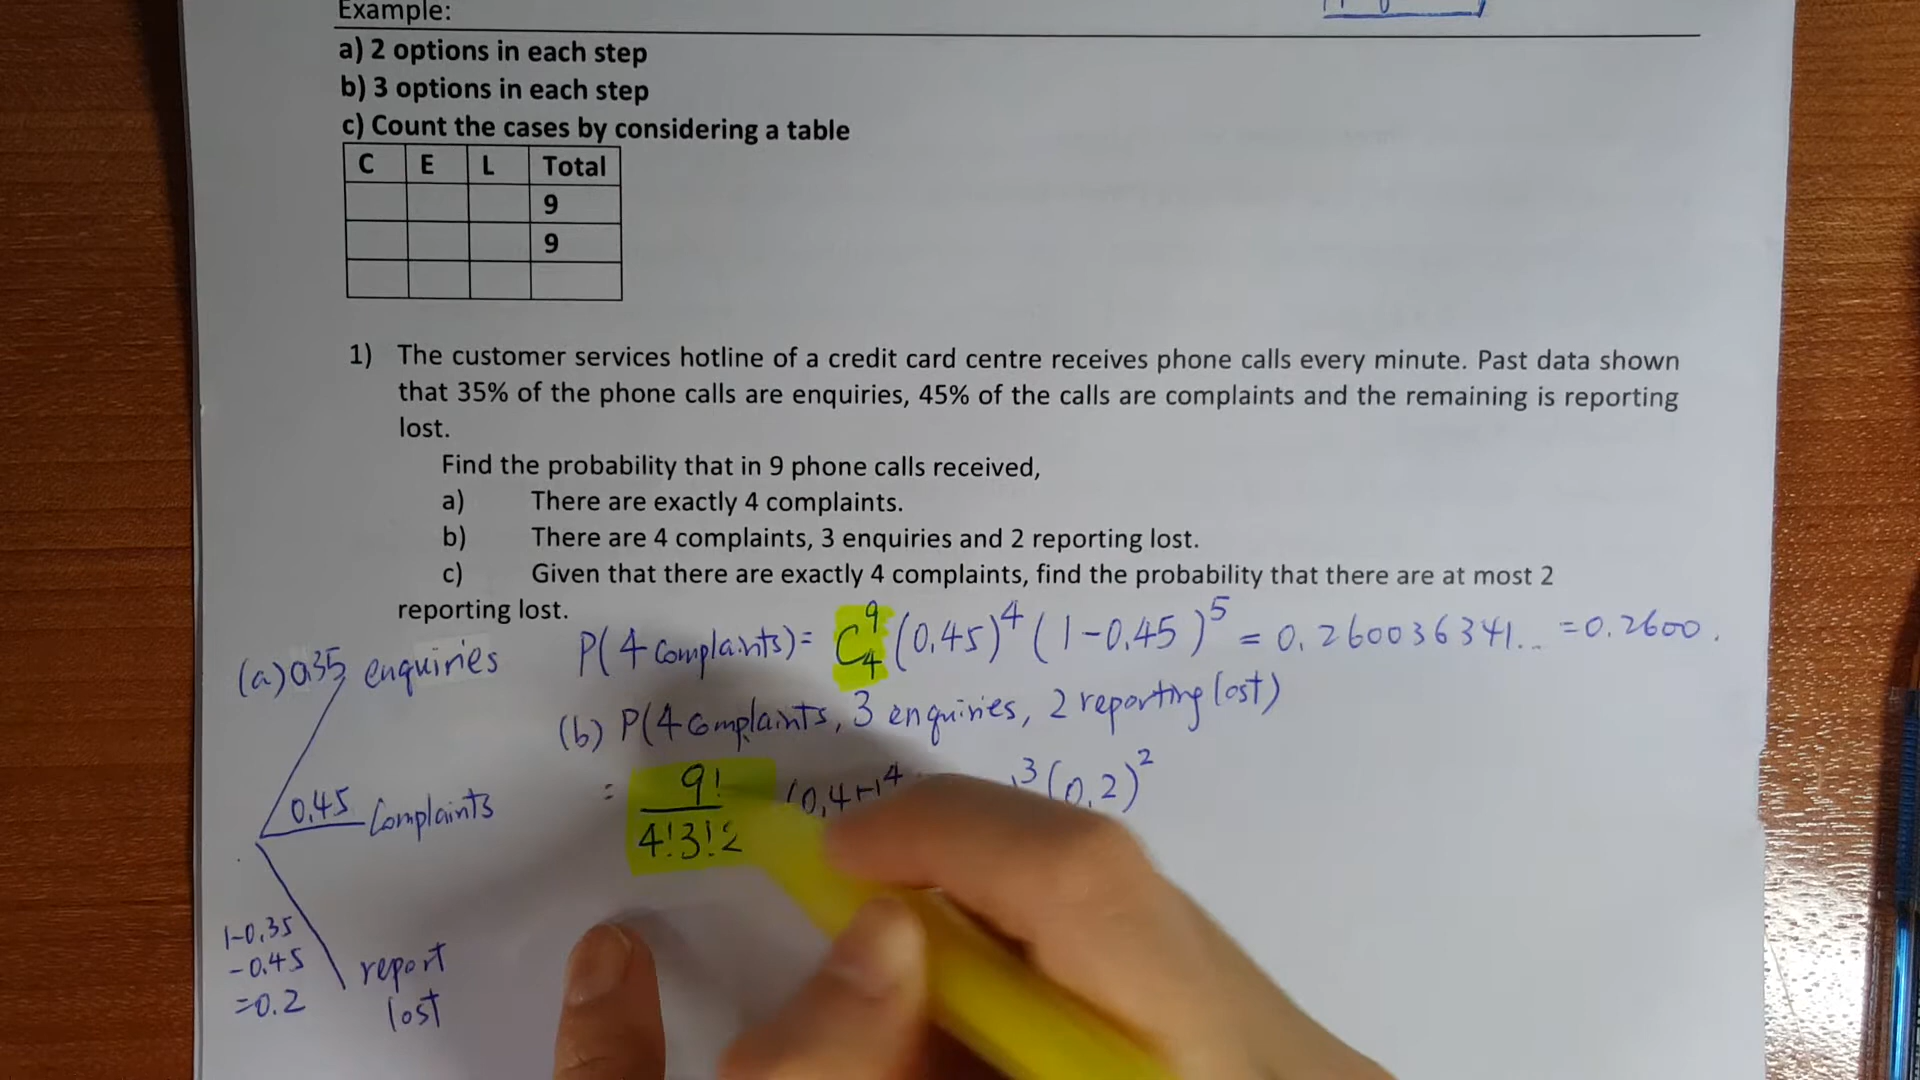 Example:
a) 2 options in each step
b) 3 options in each step
c) Count the cases by considering a table
C E L Total
9
9
1) The customer services hotline of a credit card centre receives phone calls every minute. Past data shown
that 35% of the phone calls are enquiries, 45% of the calls are complaints and the remaining is reporting
lost.
Find the probability that in 9 phone calls received,
a) There are exactly 4 complaints.
b) There are 4 complaints, 3 enquiries and 2 reporting lost.
c) Given that there are exactly 4 complaints, find the probability that there are at most 2
reporting lost.
(a) 0.35 enquiries
P(4 complaints) = C⁹₄ (0.45)⁴ (1-0.45)⁵ = 0.260036341.. = 0.2600.
(b) P(4 complaints, 3 enquiries, 2 reporting lost)
= 9! / 4!3!2 (0.4 ⁴ ³ (0.2)²
0.45 complaints
1-0.35
-0.45
=0.2
report
lost